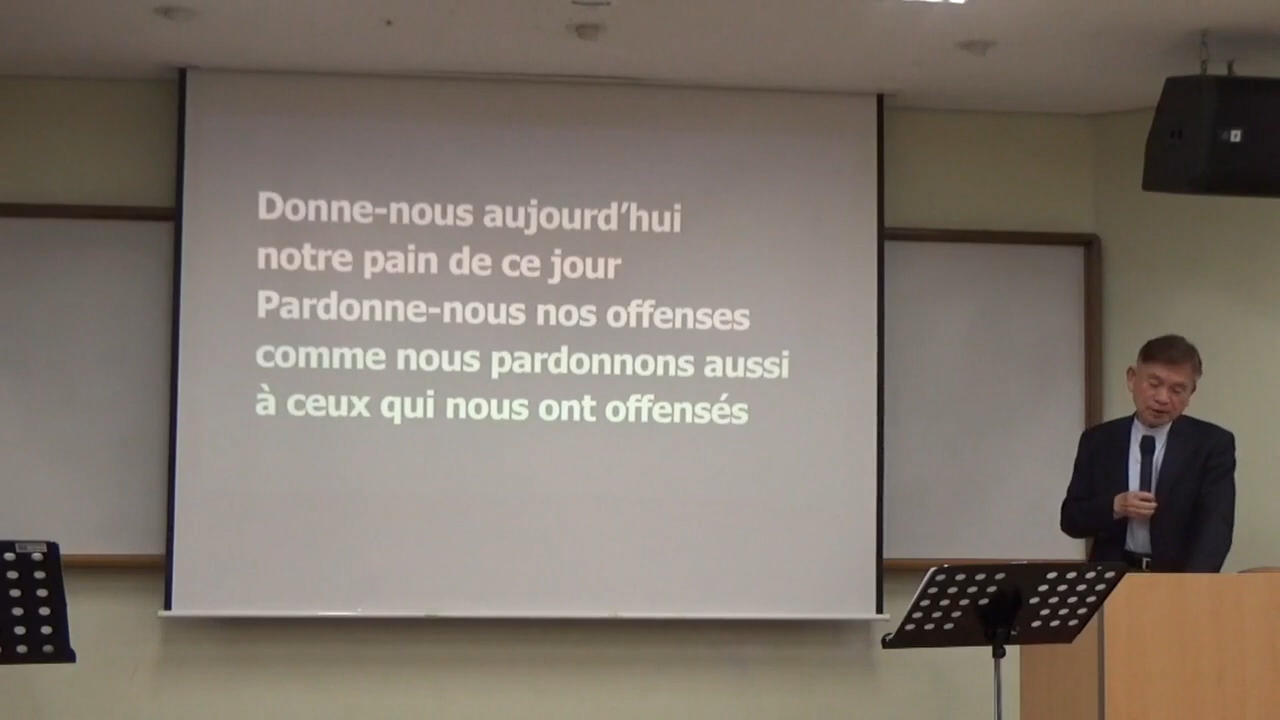 Donne-nous aujourd’hui
notre pain de ce jour
Pardonne-nous nos offenses
comme nous pardonnons aussi
à ceux qui nous ont offensés